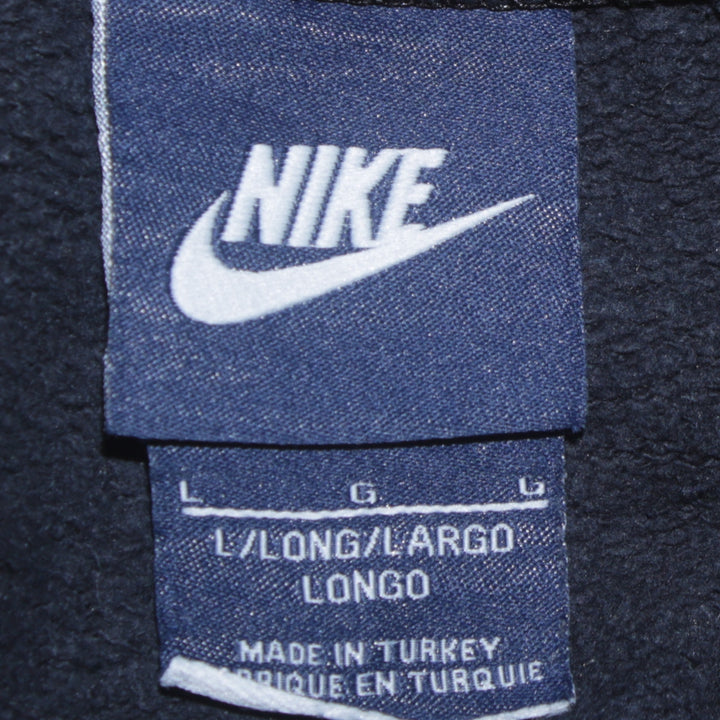 NIKE
L G G
L/LONG/LARGO
LONGO
MADE IN TURKEY
FABRIQUE EN TURQUIE